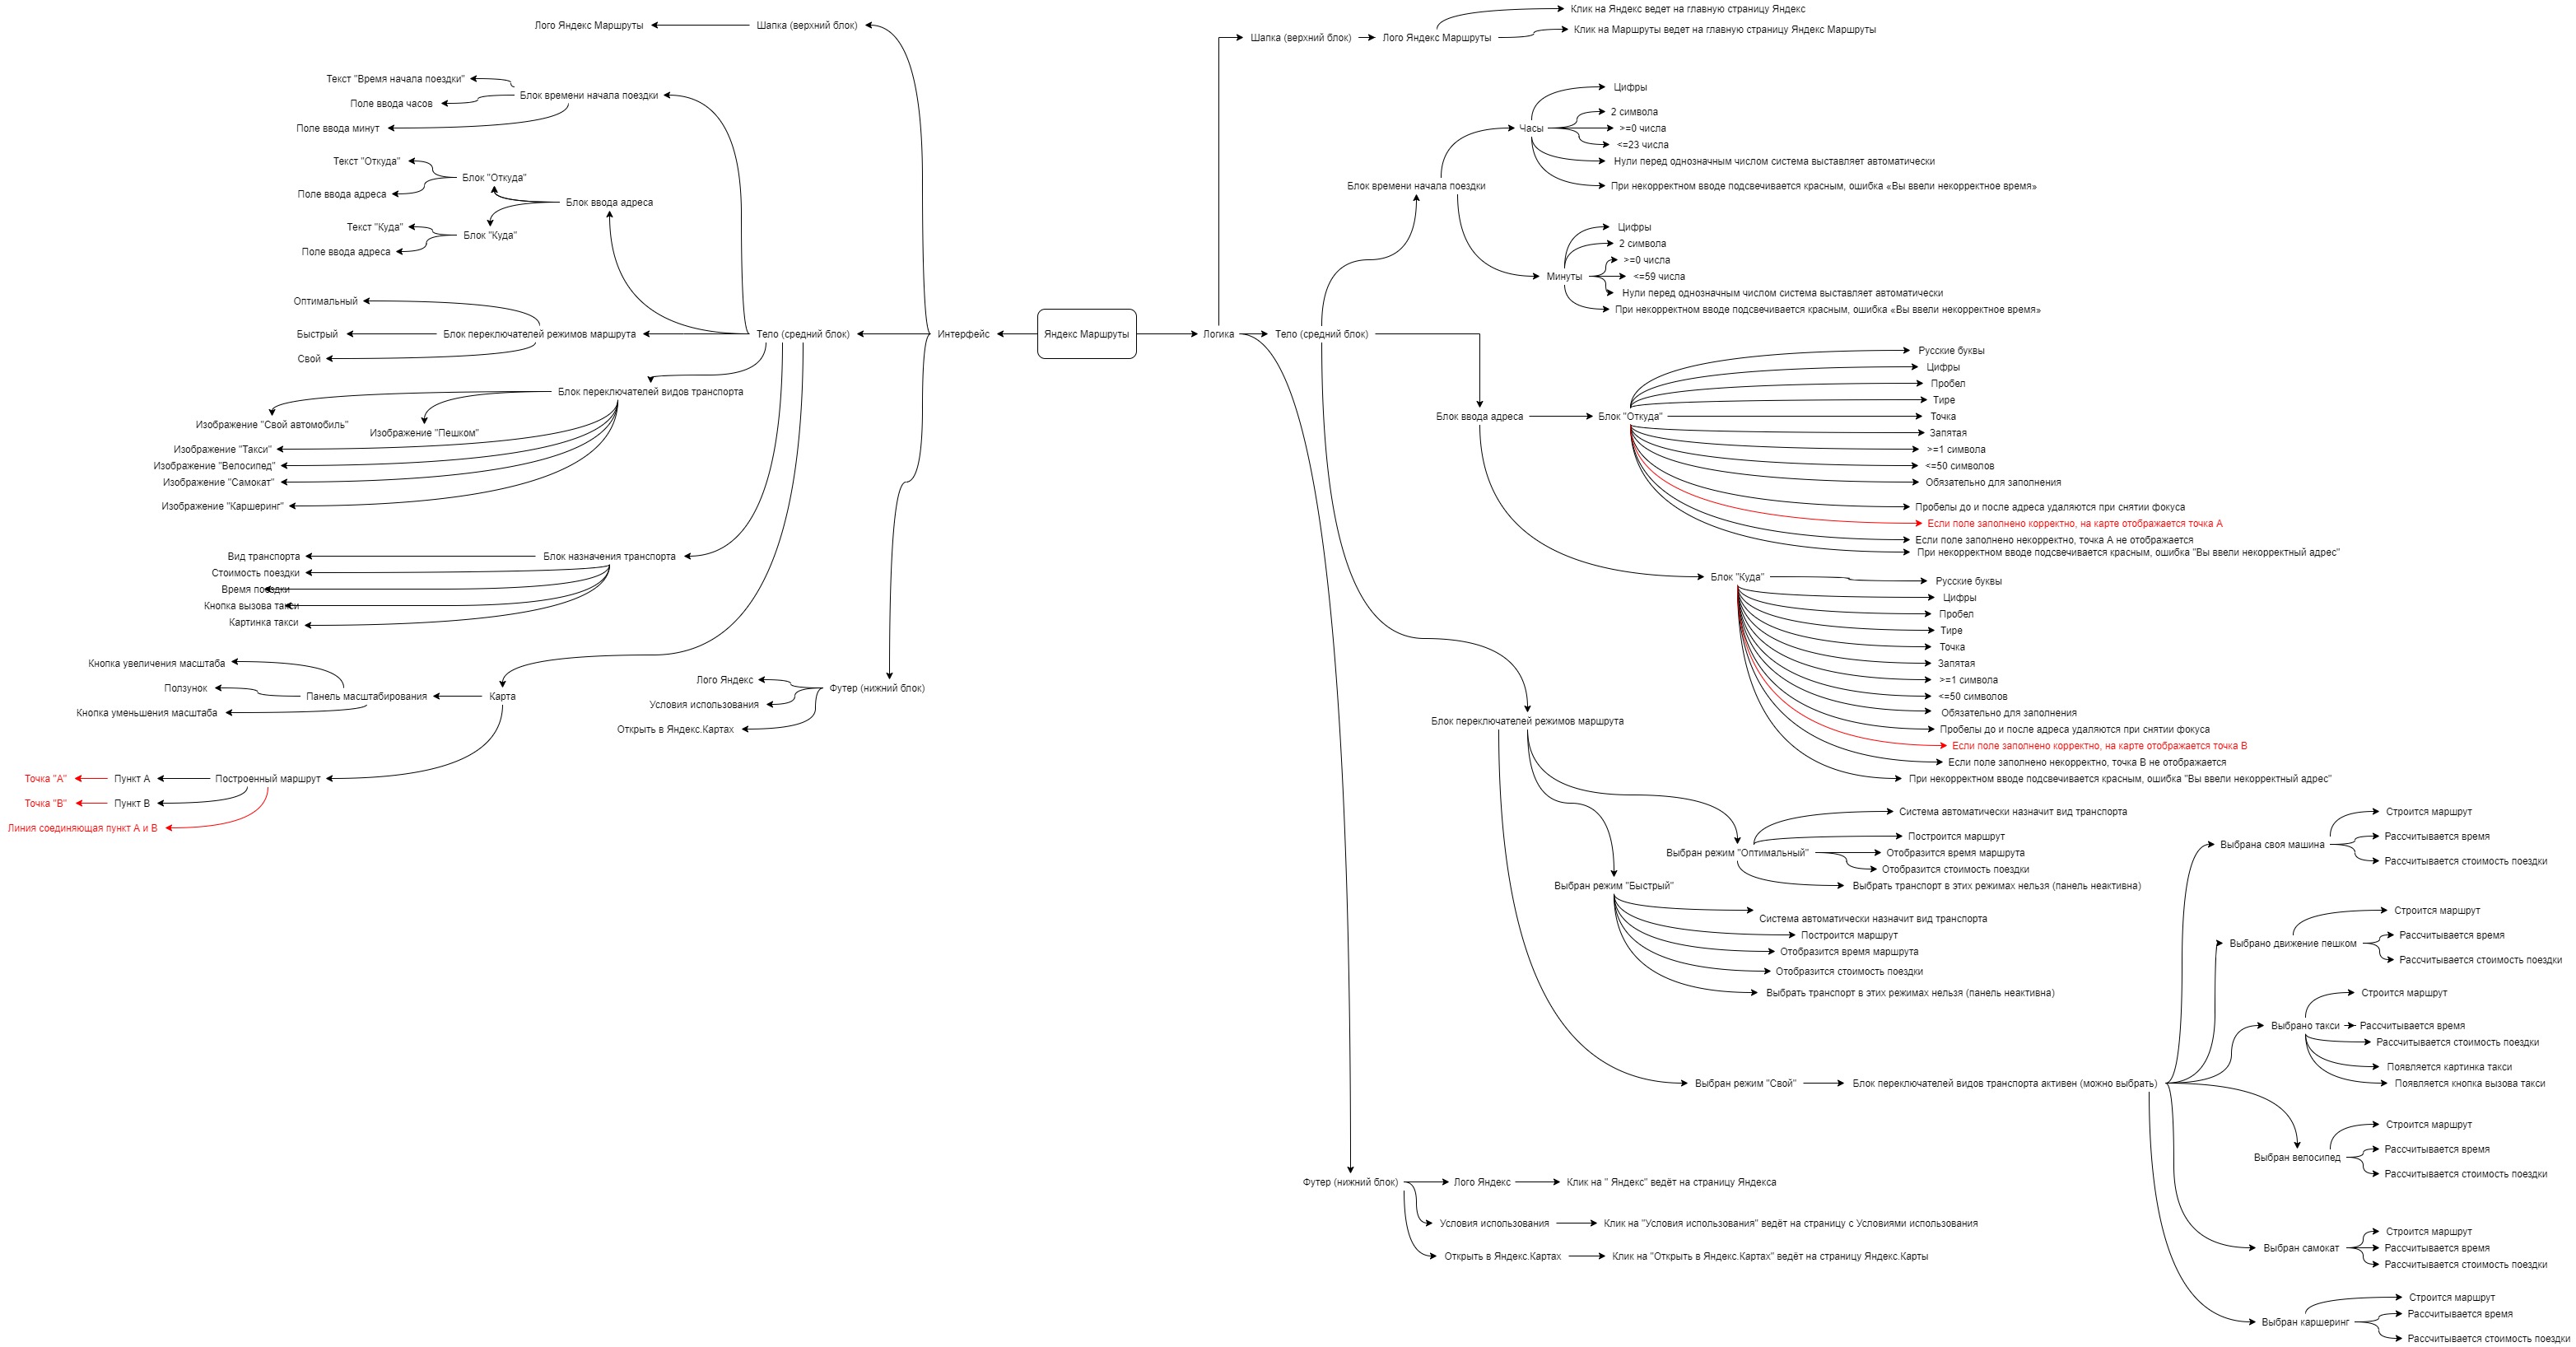 Яндекс Маршруты
Интерфейс
Шапка (верхний блок)
Лого Яндекс Маршруты
Тело (средний блок)
Блок времени начала поездки
Текст "Время начала поездки"
Поле ввода часов
Поле ввода минут
Блок ввода адреса
Блок "Откуда"
Текст "Откуда"
Поле ввода адреса
Блок "Куда"
Текст "Куда"
Поле ввода адреса
Блок переключателей режимов маршрута
Оптимальный
Быстрый
Свой
Блок переключателей видов транспорта
Изображение "Свой автомобиль"
Изображение "Пешком"
Изображение "Такси"
Изображение "Велосипед"
Изображение "Самокат"
Изображение "Каршеринг"
Блок назначения транспорта
Вид транспорта
Стоимость поездки
Время поездки
Кнопка вызова такси
Картинка такси
Карта
Панель масштабирования
Кнопка увеличения масштаба
Ползунок
Кнопка уменьшения масштаба
Построенный маршрут
Пункт А
Точка "А"
Пункт В
Точка "В"
Линия соединяющая пункт А и В
Футер (нижний блок)
Лого Яндекс
Условия использования
Открыть в Яндекс.Картах
Логика
Шапка (верхний блок)
Лого Яндекс Маршруты
Клик на Яндекс ведет на главную страницу Яндекс
Клик на Маршруты ведет на главную страницу Яндекс Маршруты
Тело (средний блок)
Блок времени начала поездки
Часы
Цифры
2 символа
>=0 числа
<=23 числа
Нули перед однозначным числом система выставляет автоматически
При некорректном вводе подсвечивается красным, ошибка «Вы ввели некорректное время»
Минуты
Цифры
2 символа
>=0 числа
<=59 числа
Нули перед однозначным числом система выставляет автоматически
При некорректном вводе подсвечивается красным, ошибка «Вы ввели некорректное время»
Блок ввода адреса
Блок "Откуда"
Русские буквы
Цифры
Пробел
Тире
Точка
Запятая
>=1 символа
<=50 символов
Обязательно для заполнения
Пробелы до и после адреса удаляются при снятии фокуса
Если поле заполнено корректно, на карте отображается точка А
Если поле заполнено некорректно, точка А не отображается
При некорректном вводе подсвечивается красным, ошибка "Вы ввели некорректный адрес"
Блок "Куда"
Русские буквы
Цифры
Пробел
Тире
Точка
Запятая
>=1 символа
<=50 символов
Обязательно для заполнения
Пробелы до и после адреса удаляются при снятии фокуса
Если поле заполнено корректно, на карте отображается точка В
Если поле заполнено некорректно, точка В не отображается
При некорректном вводе подсвечивается красным, ошибка "Вы ввели некорректный адрес"
Блок переключателей режимов маршрута
Выбран режим "Оптимальный"
Система автоматически назначит вид транспорта
Построится маршрут
Отобразится время маршрута
Отобразится стоимость поездки
Выбрать транспорт в этих режимах нельзя (панель неактивна)
Выбран режим "Быстрый"
Система автоматически назначит вид транспорта
Построится маршрут
Отобразится время маршрута
Отобразится стоимость поездки
Выбрать транспорт в этих режимах нельзя (панель неактивна)
Выбран режим "Свой"
Блок переключателей видов транспорта активен (можно выбрать)
Выбрана своя машина
Строится маршрут
Рассчитывается время
Рассчитывается стоимость поездки
Выбрано движение пешком
Строится маршрут
Рассчитывается время
Рассчитывается стоимость поездки
Выбрано такси
Строится маршрут
Рассчитывается время
Рассчитывается стоимость поездки
Появляется картинка такси
Появляется кнопка вызова такси
Выбран велосипед
Строится маршрут
Рассчитывается время
Рассчитывается стоимость поездки
Выбран самокат
Строится маршрут
Рассчитывается время
Рассчитывается стоимость поездки
Выбран каршеринг
Строится маршрут
Рассчитывается время
Рассчитывается стоимость поездки
Футер (нижний блок)
Лого Яндекс
Клик на " Яндекс" ведёт на страницу Яндекса
Условия использования
Клик на "Условия использования" ведёт на страницу с Условиями использования
Открыть в Яндекс.Картах
Клик на "Открыть в Яндекс.Картах" ведёт на страницу Яндекс.Карты